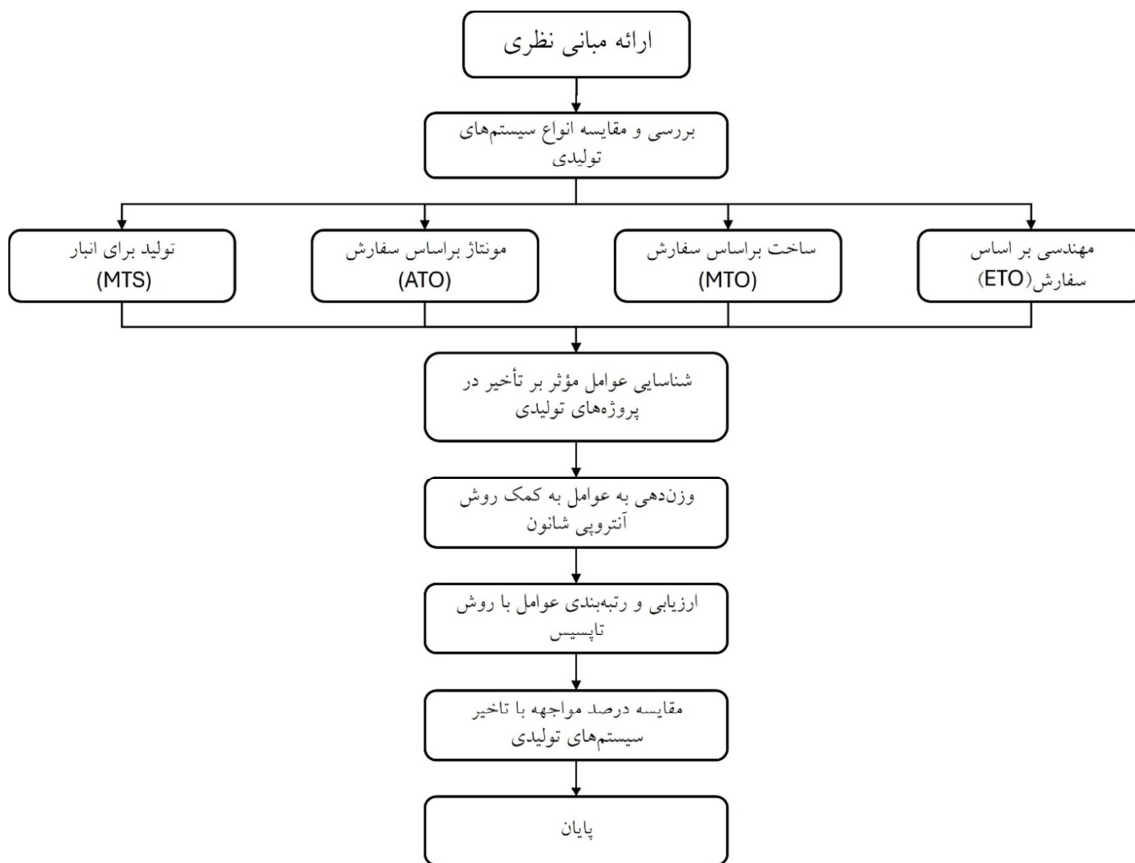 ارائه مبانی نظری
بررسی و مقایسه انواع سیستم‌های
تولیدی
مهندسی بر اساس
سفارش(ETO)
ساخت براساس سفارش
(MTO)
مونتاژ براساس سفارش
(ATO)
تولید برای انبار
(MTS)
شناسایی عوامل مؤثر بر تأخیر در
پروژه‌های تولیدی
وزن‌دهی به عوامل به کمک روش
آنتروپی شانون
ارزیابی و رتبه‌بندی عوامل با روش
تاپسیس
مقایسه درصد مواجهه با تاخیر
سیستم‌های تولیدی
پایان